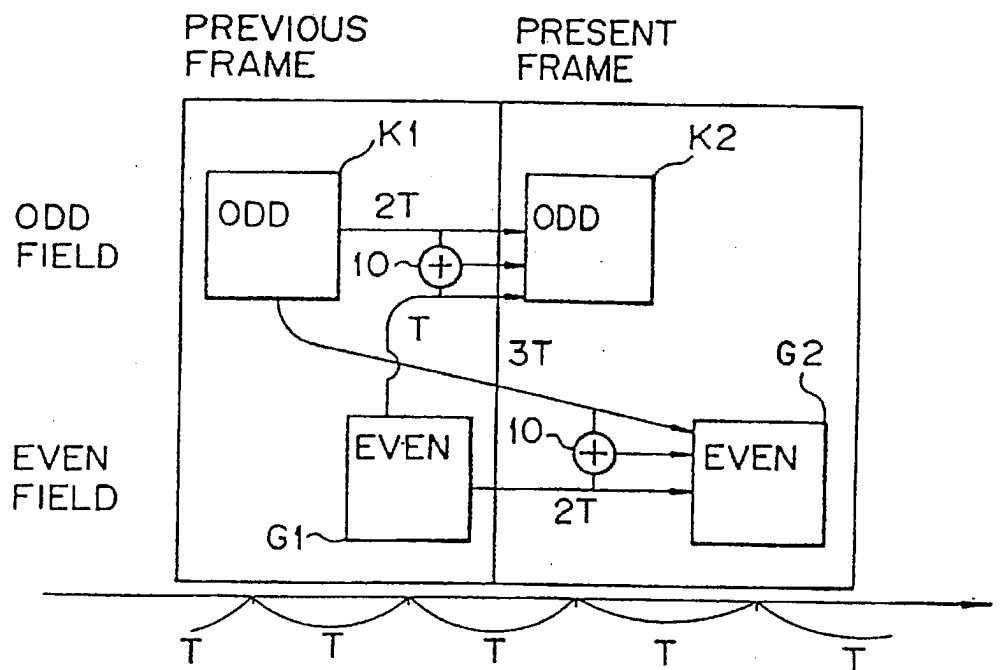 PREVIOUS
FRAME
PRESENT
FRAME
K1
K2
ODD
FIELD
ODD
2T
10
+
ODD
T
3T
G2
EVEN
FIELD
EVEN
10
+
EVEN
2T
G1
T
T
T
T
T